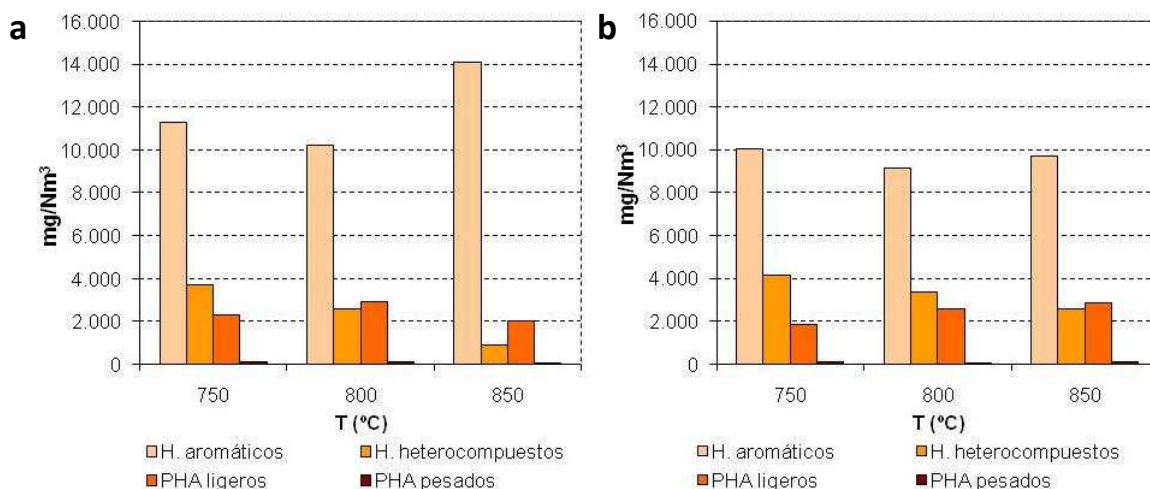 a
16.000
14.000
12.000
10.000
8.000
6.000
4.000
2.000
0
mg/Nm³
750 800 850
T (ºC)
H. aromáticos H. heterocompuestos
PHA ligeros PHA pesados
b
16.000
14.000
12.000
10.000
8.000
6.000
4.000
2.000
0
mg/Nm³
750 800 850
T (ºC)
H. aromáticos H. heterocompuestos
PHA ligeros PHA pesados